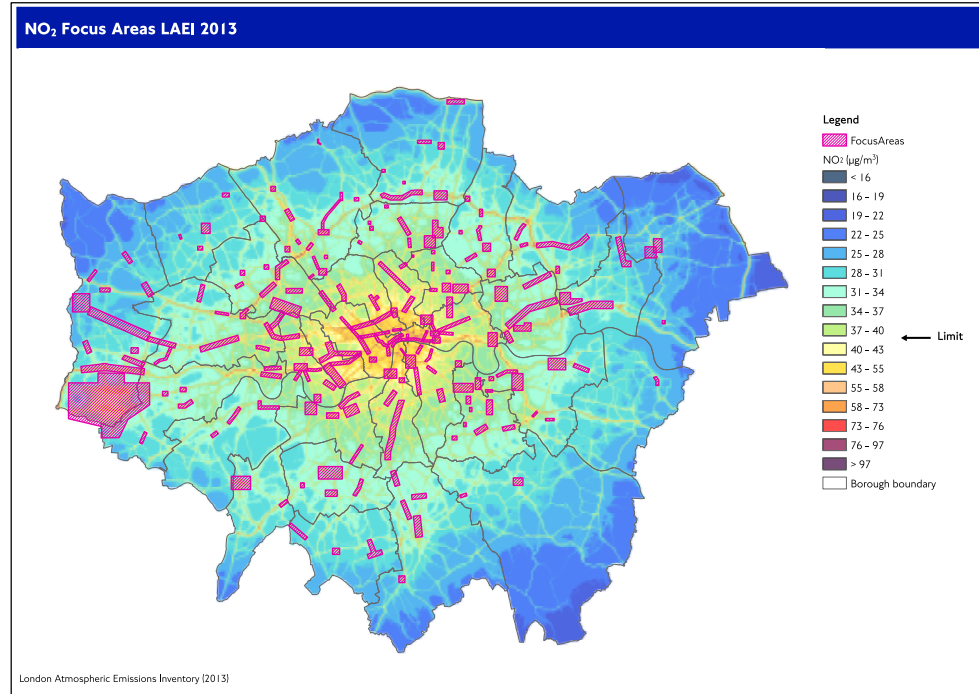 NO₂ Focus Areas LAEI 2013
Legend
FocusAreas
NO₂ (µg/m³)
< 16
16 - 19
19 - 22
22 - 25
25 - 28
28 - 31
31 - 34
34 - 37
37 - 40
40 - 43
43 - 55
55 - 58
58 - 73
73 - 76
76 - 97
> 97
Borough boundary
Limit
London Atmospheric Emissions Inventory (2013)